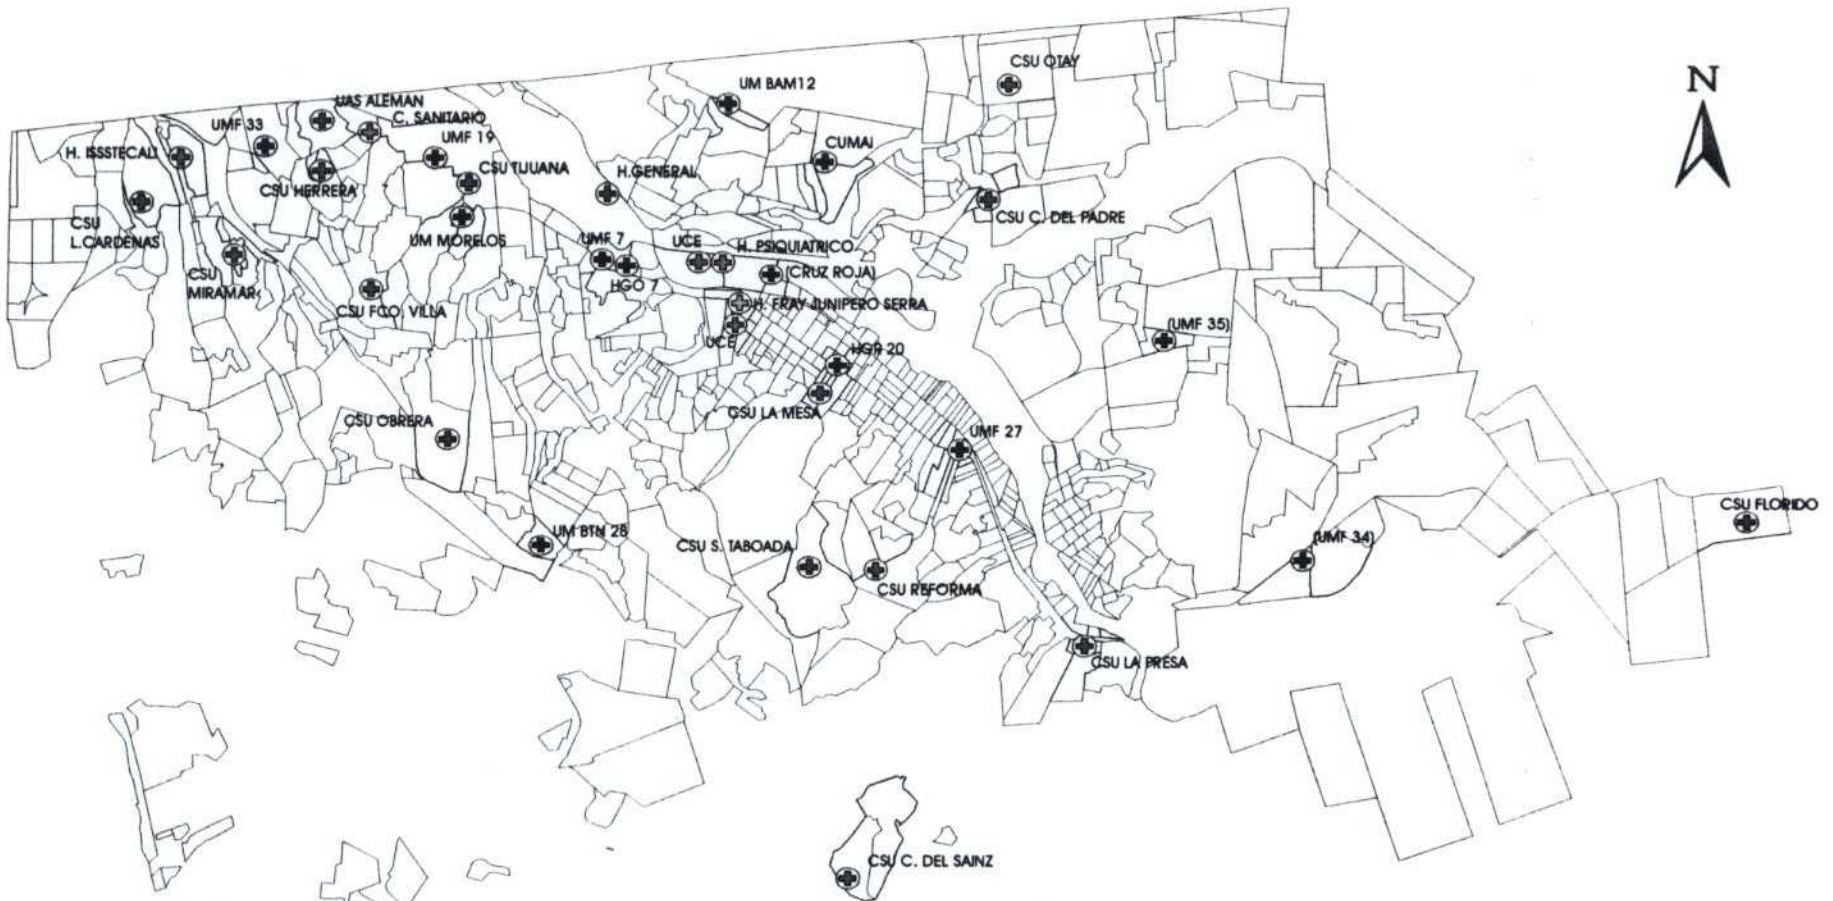 CSU OTAY
N
UM BAM12
UAS ALEMAN
C. SANITARIO
UMF 33
UMF 19
CUMAI
H. ISSSTECALI
CSU TIJUANA
H.GENERAL
CSU HERRERA
CSU
L.CARDENAS
CSU C. DEL PADRE
UM MORELOS
UMF 7
UCE
H. PSIQUIATRICO
(CRUZ ROJA)
CSU
MIRAMAR
HGO 7
H. FRAY JUNIPERO SERRA
CSU FCO. VILLA
(UMF 35)
UCE
HGR 20
CSU LA MESA
CSU OBRERA
UMF 27
CSU FLORIDO
UM BTN 28
(UMF 34)
CSU S. TABOADA
CSU REFORMA
CSU LA PRESA
CSU C. DEL SAINZ